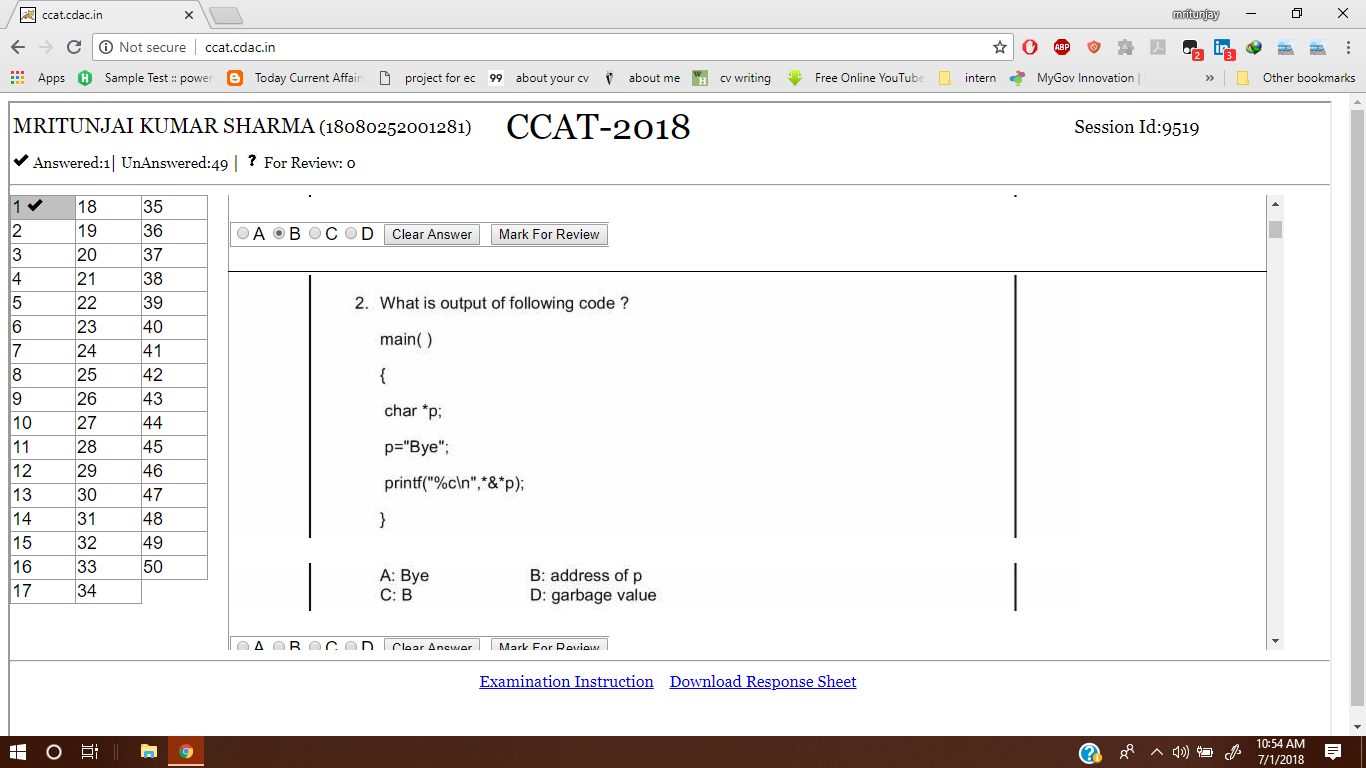 ccat.cdac.in
mritunjay
Not secure ccat.cdac.in
ABP 2 3
Apps Sample Test :: power Today Current Affair project for ec 99 about your cv about me cv writing Free Online YouTube intern MyGov Innovation | » Other bookmarks
MRITUNJAI KUMAR SHARMA (18080252001281) CCAT-2018 Session Id:9519
Answered:1| UnAnswered:49 | ? For Review: 0
1 18 35
2 19 36
3 20 37
4 21 38
5 22 39
6 23 40
7 24 41
8 25 42
9 26 43
10 27 44
11 28 45
12 29 46
13 30 47
14 31 48
15 32 49
16 33 50
17 34
A B C D Clear Answer Mark For Review
2. What is output of following code ?
main( )
{
char *p;
p="Bye";
printf("%c\n",*&*p);
}
A: Bye B: address of p
C: B D: garbage value
A B C D Clear Answer Mark For Review
Examination Instruction Download Response Sheet
10:54 AM
7/1/2018